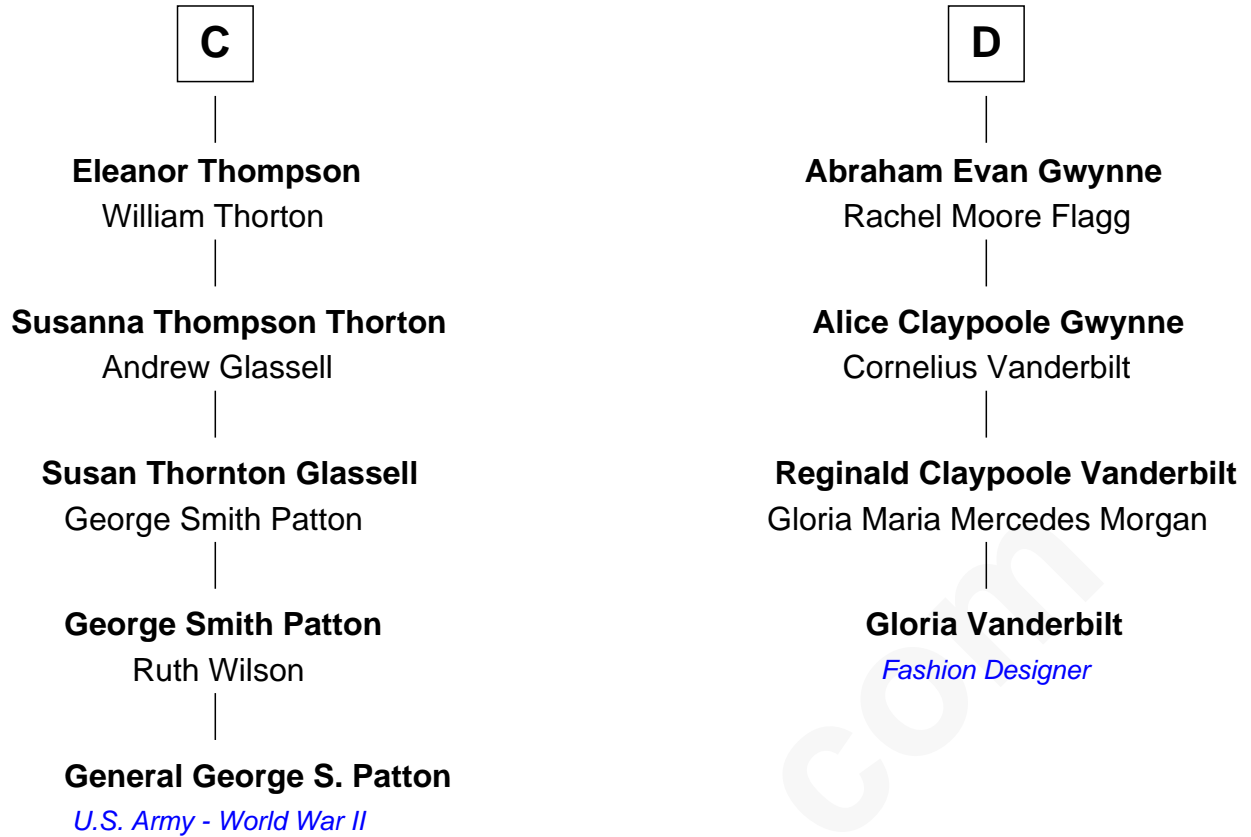 C
Eleanor Thompson
William Thorton
Susanna Thompson Thorton
Andrew Glassell
Susan Thornton Glassell
George Smith Patton
George Smith Patton
Ruth Wilson
General George S. Patton
U.S. Army - World War II
D
Abraham Evan Gwynne
Rachel Moore Flagg
Alice Claypoole Gwynne
Cornelius Vanderbilt
Reginald Claypoole Vanderbilt
Gloria Maria Mercedes Morgan
Gloria Vanderbilt
Fashion Designer
com